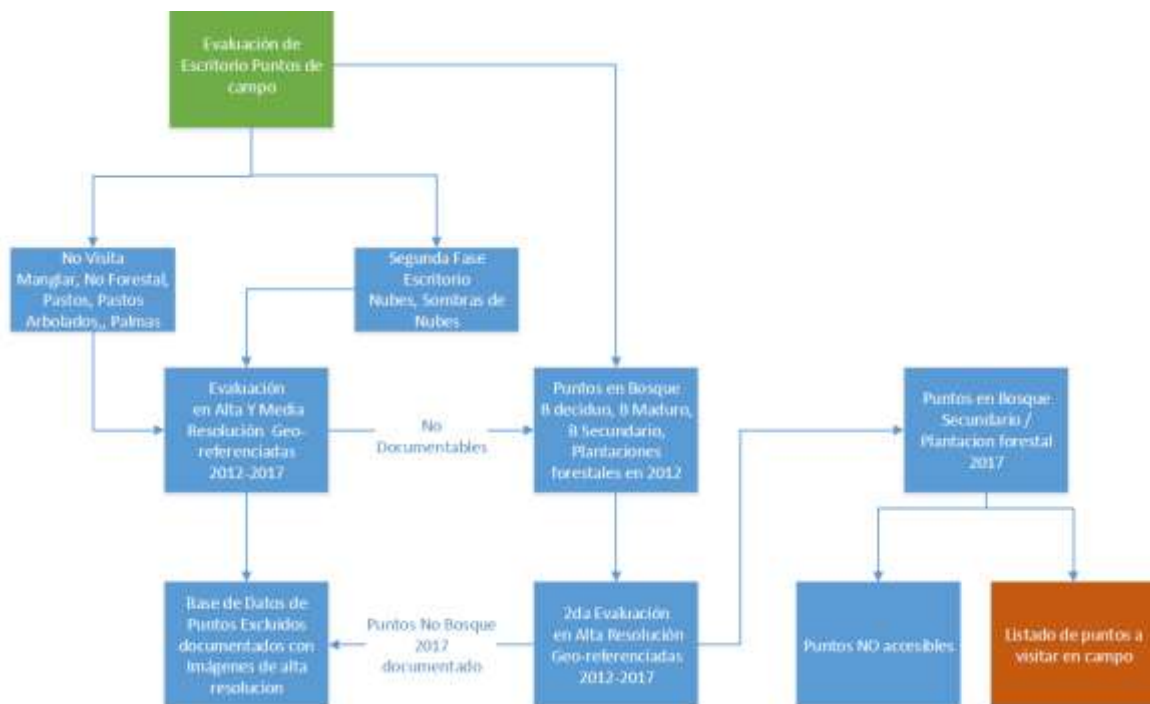 Evaluación de
Escritorio Puntos de
campo
No Visita
Manglar, No Forestal,
Pastos, Pastos
Arbolados,, Palmas
Segunda Fase
Escritorio
Nubes, Sombras de
Nubes
Evaluación
en Alta Y Media
Resolución Geo-
referenciadas
2012-2017
No
Documentables
Puntos en Bosque
B deciduo, B Maduro,
B Secundario,
Plantaciones
forestales en 2012
Puntos en Bosque
Secundario /
Plantacion forestal
2017
Base de Datos de
Puntos Excluidos
documentados con
Imágenes de alta
resolucion
Puntos No Bosque
2017
documentado
2da Evaluación
en Alta Resolución
Geo-referenciadas
2012-2017
Puntos NO accesibles
Listado de puntos a
visitar en campo